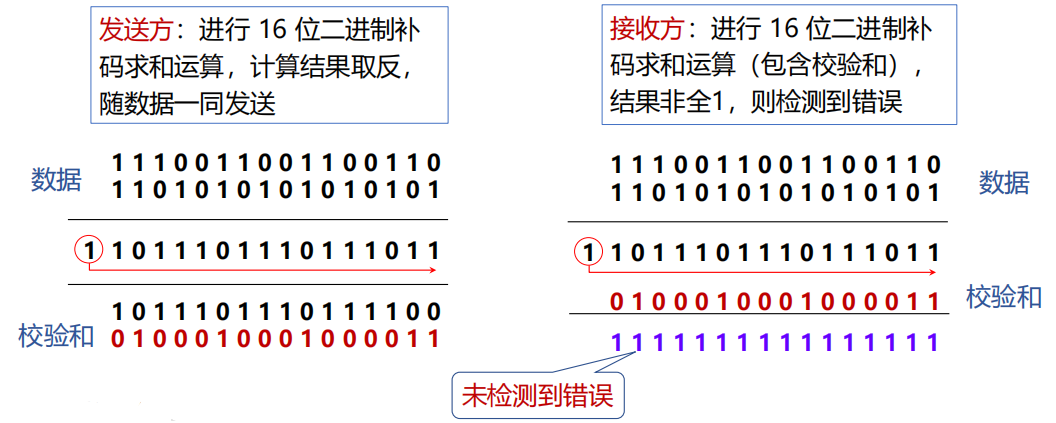 发送方：进行 16 位二进制补
码求和运算，计算结果取反，
随数据一同发送
接收方：进行 16 位二进制补
码求和运算（包含校验和），
结果非全1，则检测到错误
数据
1 1 1 0 0 1 1 0 0 1 1 0 0 1 1 0
1 1 0 1 0 1 0 1 0 1 0 1 0 1 0 1
1 1 0 1 1 1 0 1 1 1 0 1 1 1 0 1 1
1 0 1 1 1 0 1 1 1 0 1 1 1 1 0 0
校验和 0 1 0 0 0 1 0 0 0 1 0 0 0 0 1 1
1 1 1 0 0 1 1 0 0 1 1 0 0 1 1 0
1 1 0 1 0 1 0 1 0 1 0 1 0 1 0 1
数据
1 1 0 1 1 1 0 1 1 1 0 1 1 1 0 1 1
0 1 0 0 0 1 0 0 0 1 0 0 0 0 1 1 校验和
1 1 1 1 1 1 1 1 1 1 1 1 1 1 1 1
未检测到错误